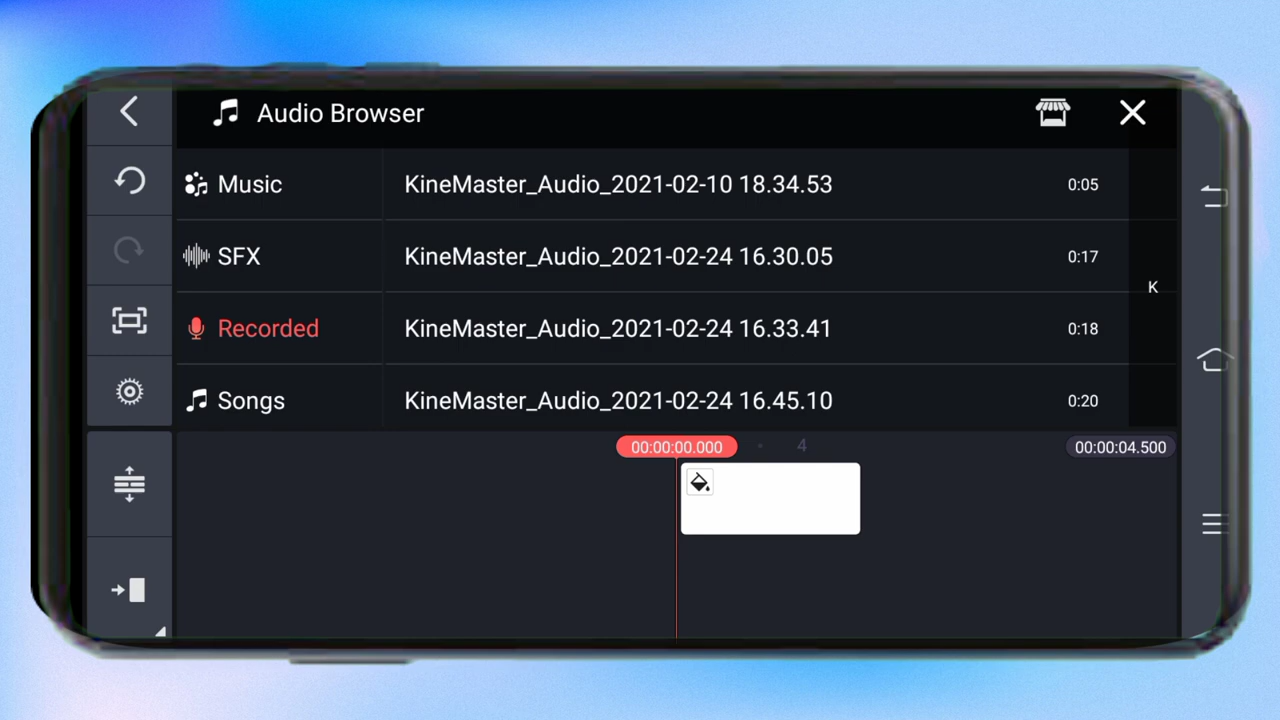 Audio Browser
Music
KineMaster_Audio_2021-02-10 18.34.53
0:05
SFX
KineMaster_Audio_2021-02-24 16.30.05
0:17
K
Recorded
KineMaster_Audio_2021-02-24 16.33.41
0:18
Songs
KineMaster_Audio_2021-02-24 16.45.10
0:20
00:00:00.000
4
00:00:04.500